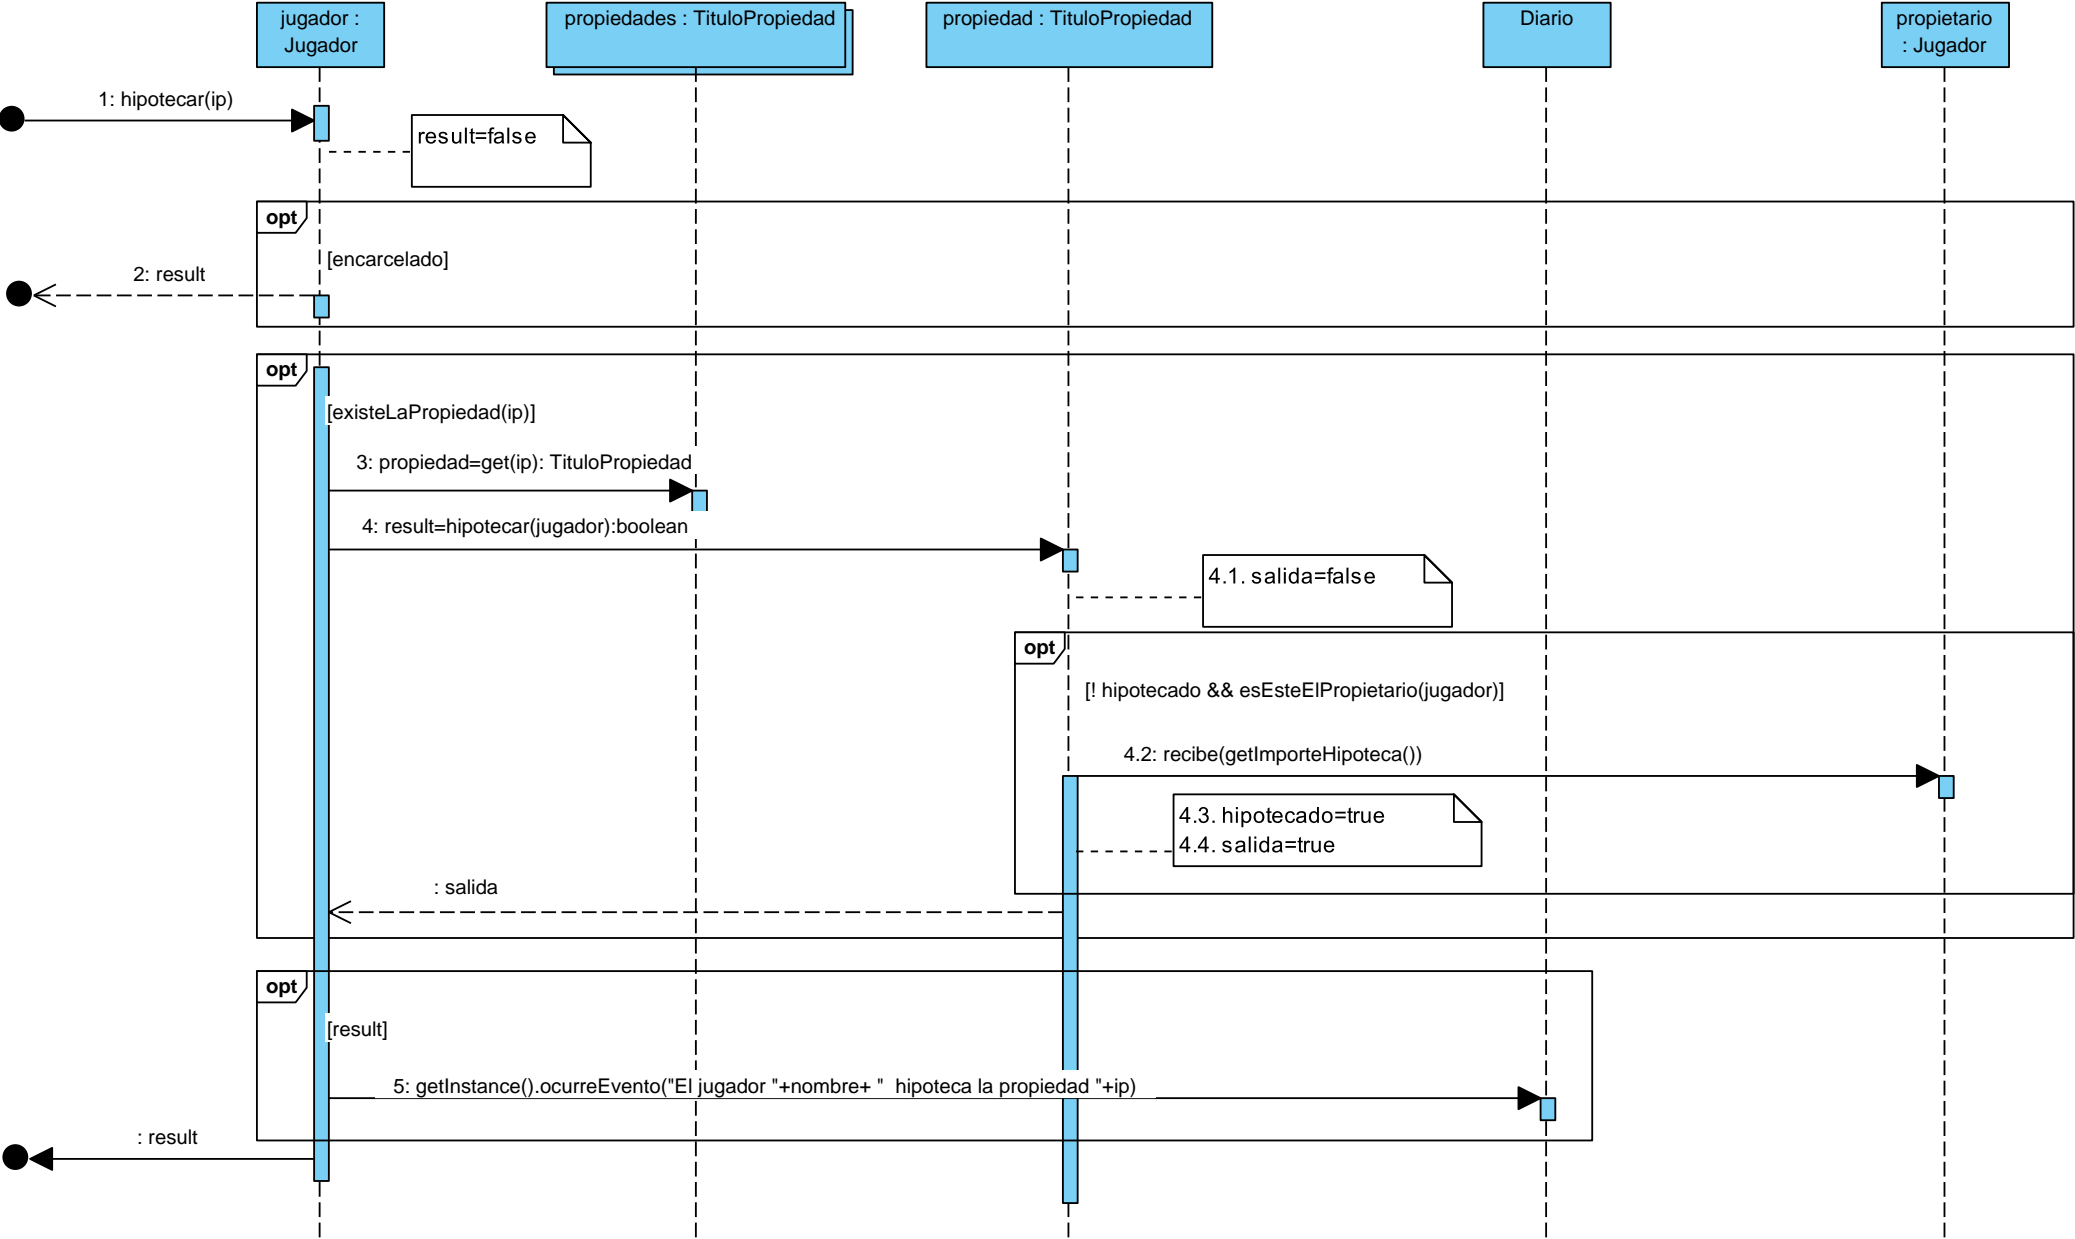 jugador :
Jugador
propiedades : TituloPropiedad
propiedad : TituloPropiedad
Diario
propietario
: Jugador
1: hipotecar(ip)
result=false
opt
[encarcelado]
2: result
opt
[existeLaPropiedad(ip)]
3: propiedad=get(ip): TituloPropiedad
4: result=hipotecar(jugador):boolean
4.1. salida=false
opt
[! hipotecado && esEsteElPropietario(jugador)]
4.2: recibe(getImporteHipoteca())
4.3. hipotecado=true
4.4. salida=true
: salida
opt
[result]
5: getInstance().ocurreEvento("El jugador "+nombre+ "  hipoteca la propiedad "+ip)
: result